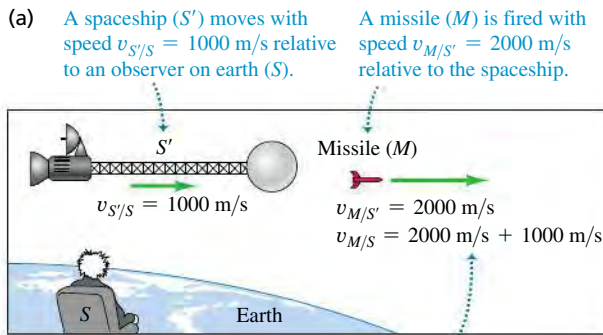 (a)
A spaceship (S′) moves with
speed v_{S′/S} = 1000 m/s relative
to an observer on earth (S).
A missile (M) is fired with
speed v_{M/S′} = 2000 m/s
relative to the spaceship.
S′
v_{S′/S} = 1000 m/s
Missile (M)
v_{M/S′} = 2000 m/s
v_{M/S} = 2000 m/s + 1000 m/s
S
Earth